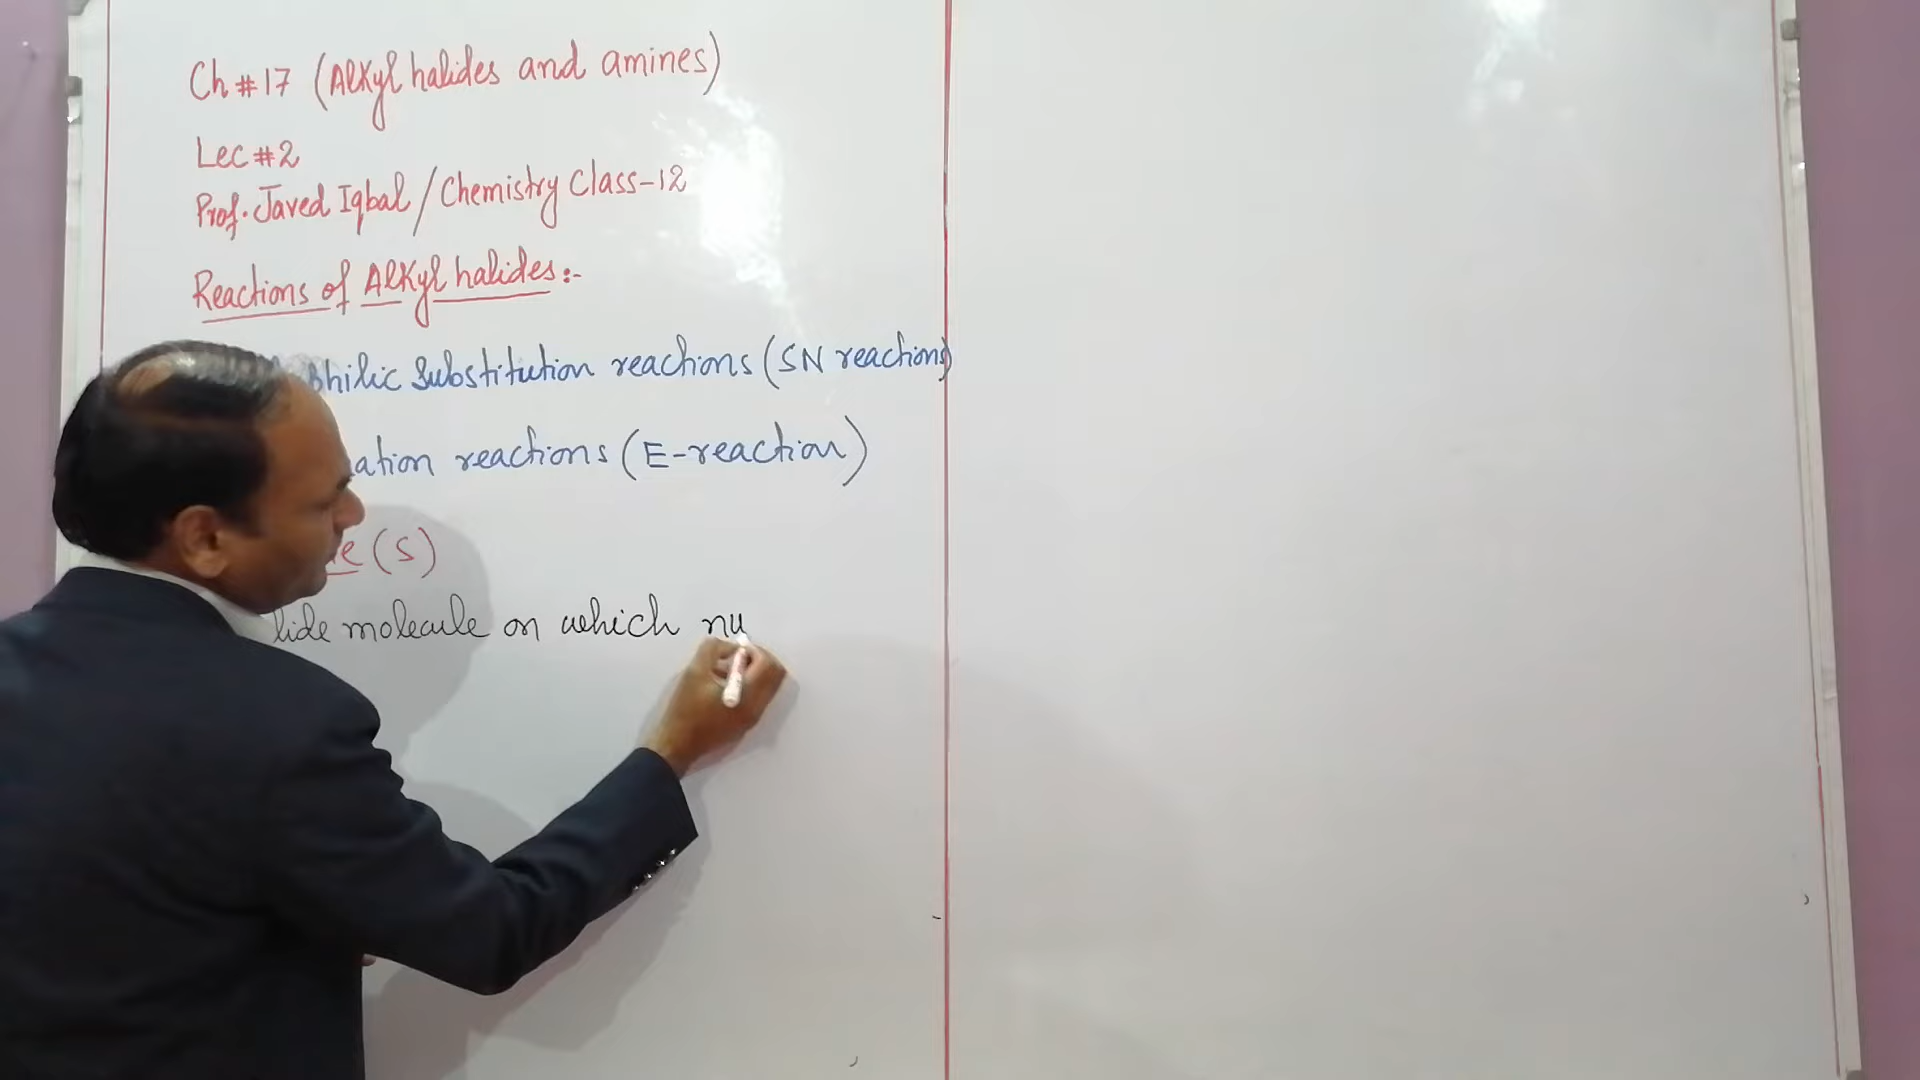 Ch # 17 (Alkyl halides and amines)
Lec # 2
Prof. Javed Iqbal / Chemistry Class-12
Reactions of Alkyl halides:-
philic Substitution reactions (SN reactions)
ation reactions (E-reaction)
(S)
lide molecule on which nu